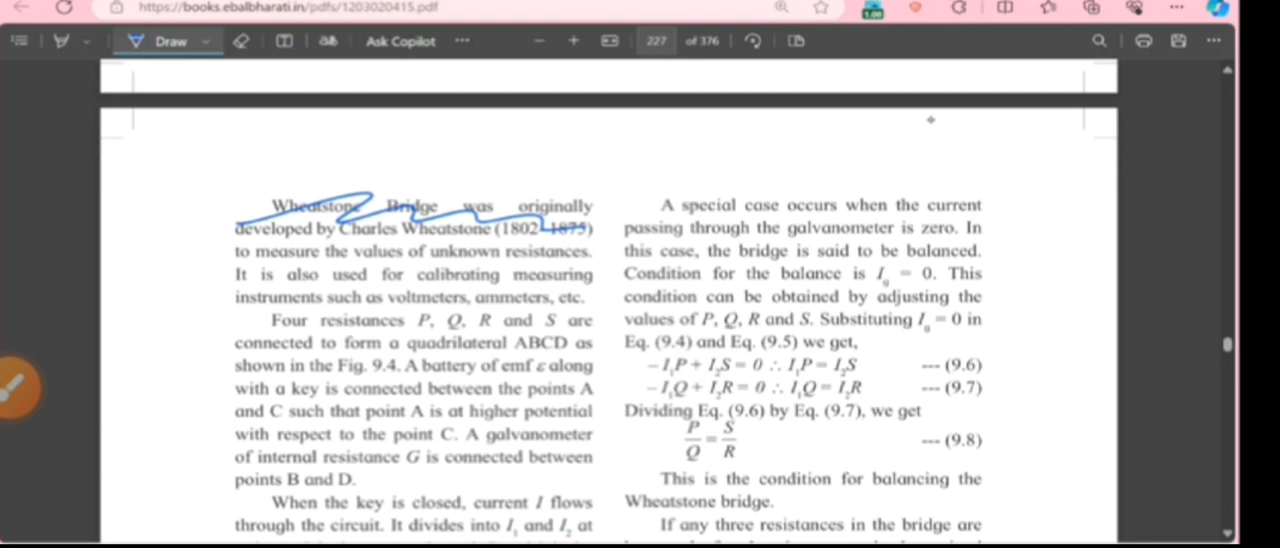 https://books.ebalbharati.in/pdfs/1203020415.pdf
1.00
Draw
aあ
Ask Copilot
227 of 376
Wheatstone Bridge was originally
developed by Charles Wheatstone (1802-1875)
to measure the values of unknown resistances.
It is also used for calibrating measuring
instruments such as voltmeters, ammeters, etc.
Four resistances P, Q, R and S are
connected to form a quadrilateral ABCD as
shown in the Fig. 9.4. A battery of emf ε along
with a key is connected between the points A
and C such that point A is at higher potential
with respect to the point C. A galvanometer
of internal resistance G is connected between
points B and D.
When the key is closed, current I flows
through the circuit. It divides into I₁ and I₂ at
A special case occurs when the current
passing through the galvanometer is zero. In
this case, the bridge is said to be balanced.
Condition for the balance is I_g = 0. This
condition can be obtained by adjusting the
values of P, Q, R and S. Substituting I_g = 0 in
Eq. (9.4) and Eq. (9.5) we get,
– I₁P + I₂S = 0 ∴ I₁P = I₂S --- (9.6)
– I₁Q + I₂R = 0 ∴ I₁Q = I₂R --- (9.7)
Dividing Eq. (9.6) by Eq. (9.7), we get
P/Q = S/R --- (9.8)
This is the condition for balancing the
Wheatstone bridge.
If any three resistances in the bridge are